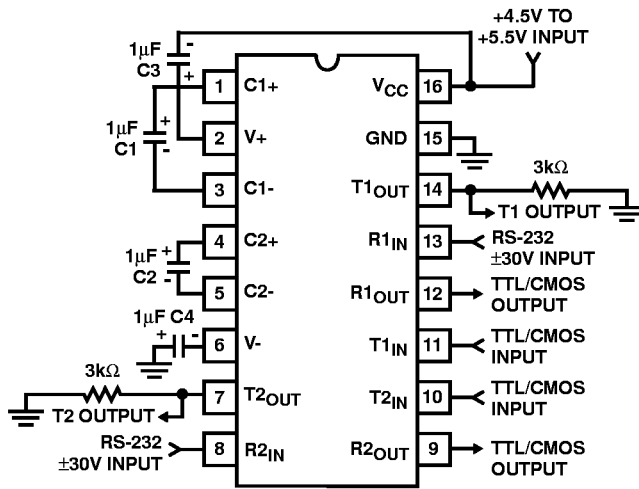 +4.5V TO
+5.5V INPUT
1μF
C3
-
+
1
C1+
VCC
16
1μF
C1
+
-
2
V+
GND
15
3
C1-
T1OUT
14
3kΩ
T1 OUTPUT
4
C2+
R1IN
13
RS-232
±30V INPUT
1μF
C2
+
-
5
C2-
R1OUT
12
TTL/CMOS
OUTPUT
1μF C4
+
-
6
V-
T1IN
11
TTL/CMOS
INPUT
3kΩ
T2 OUTPUT
7
T2OUT
T2IN
10
TTL/CMOS
INPUT
RS-232
±30V INPUT
8
R2IN
R2OUT
9
TTL/CMOS
OUTPUT